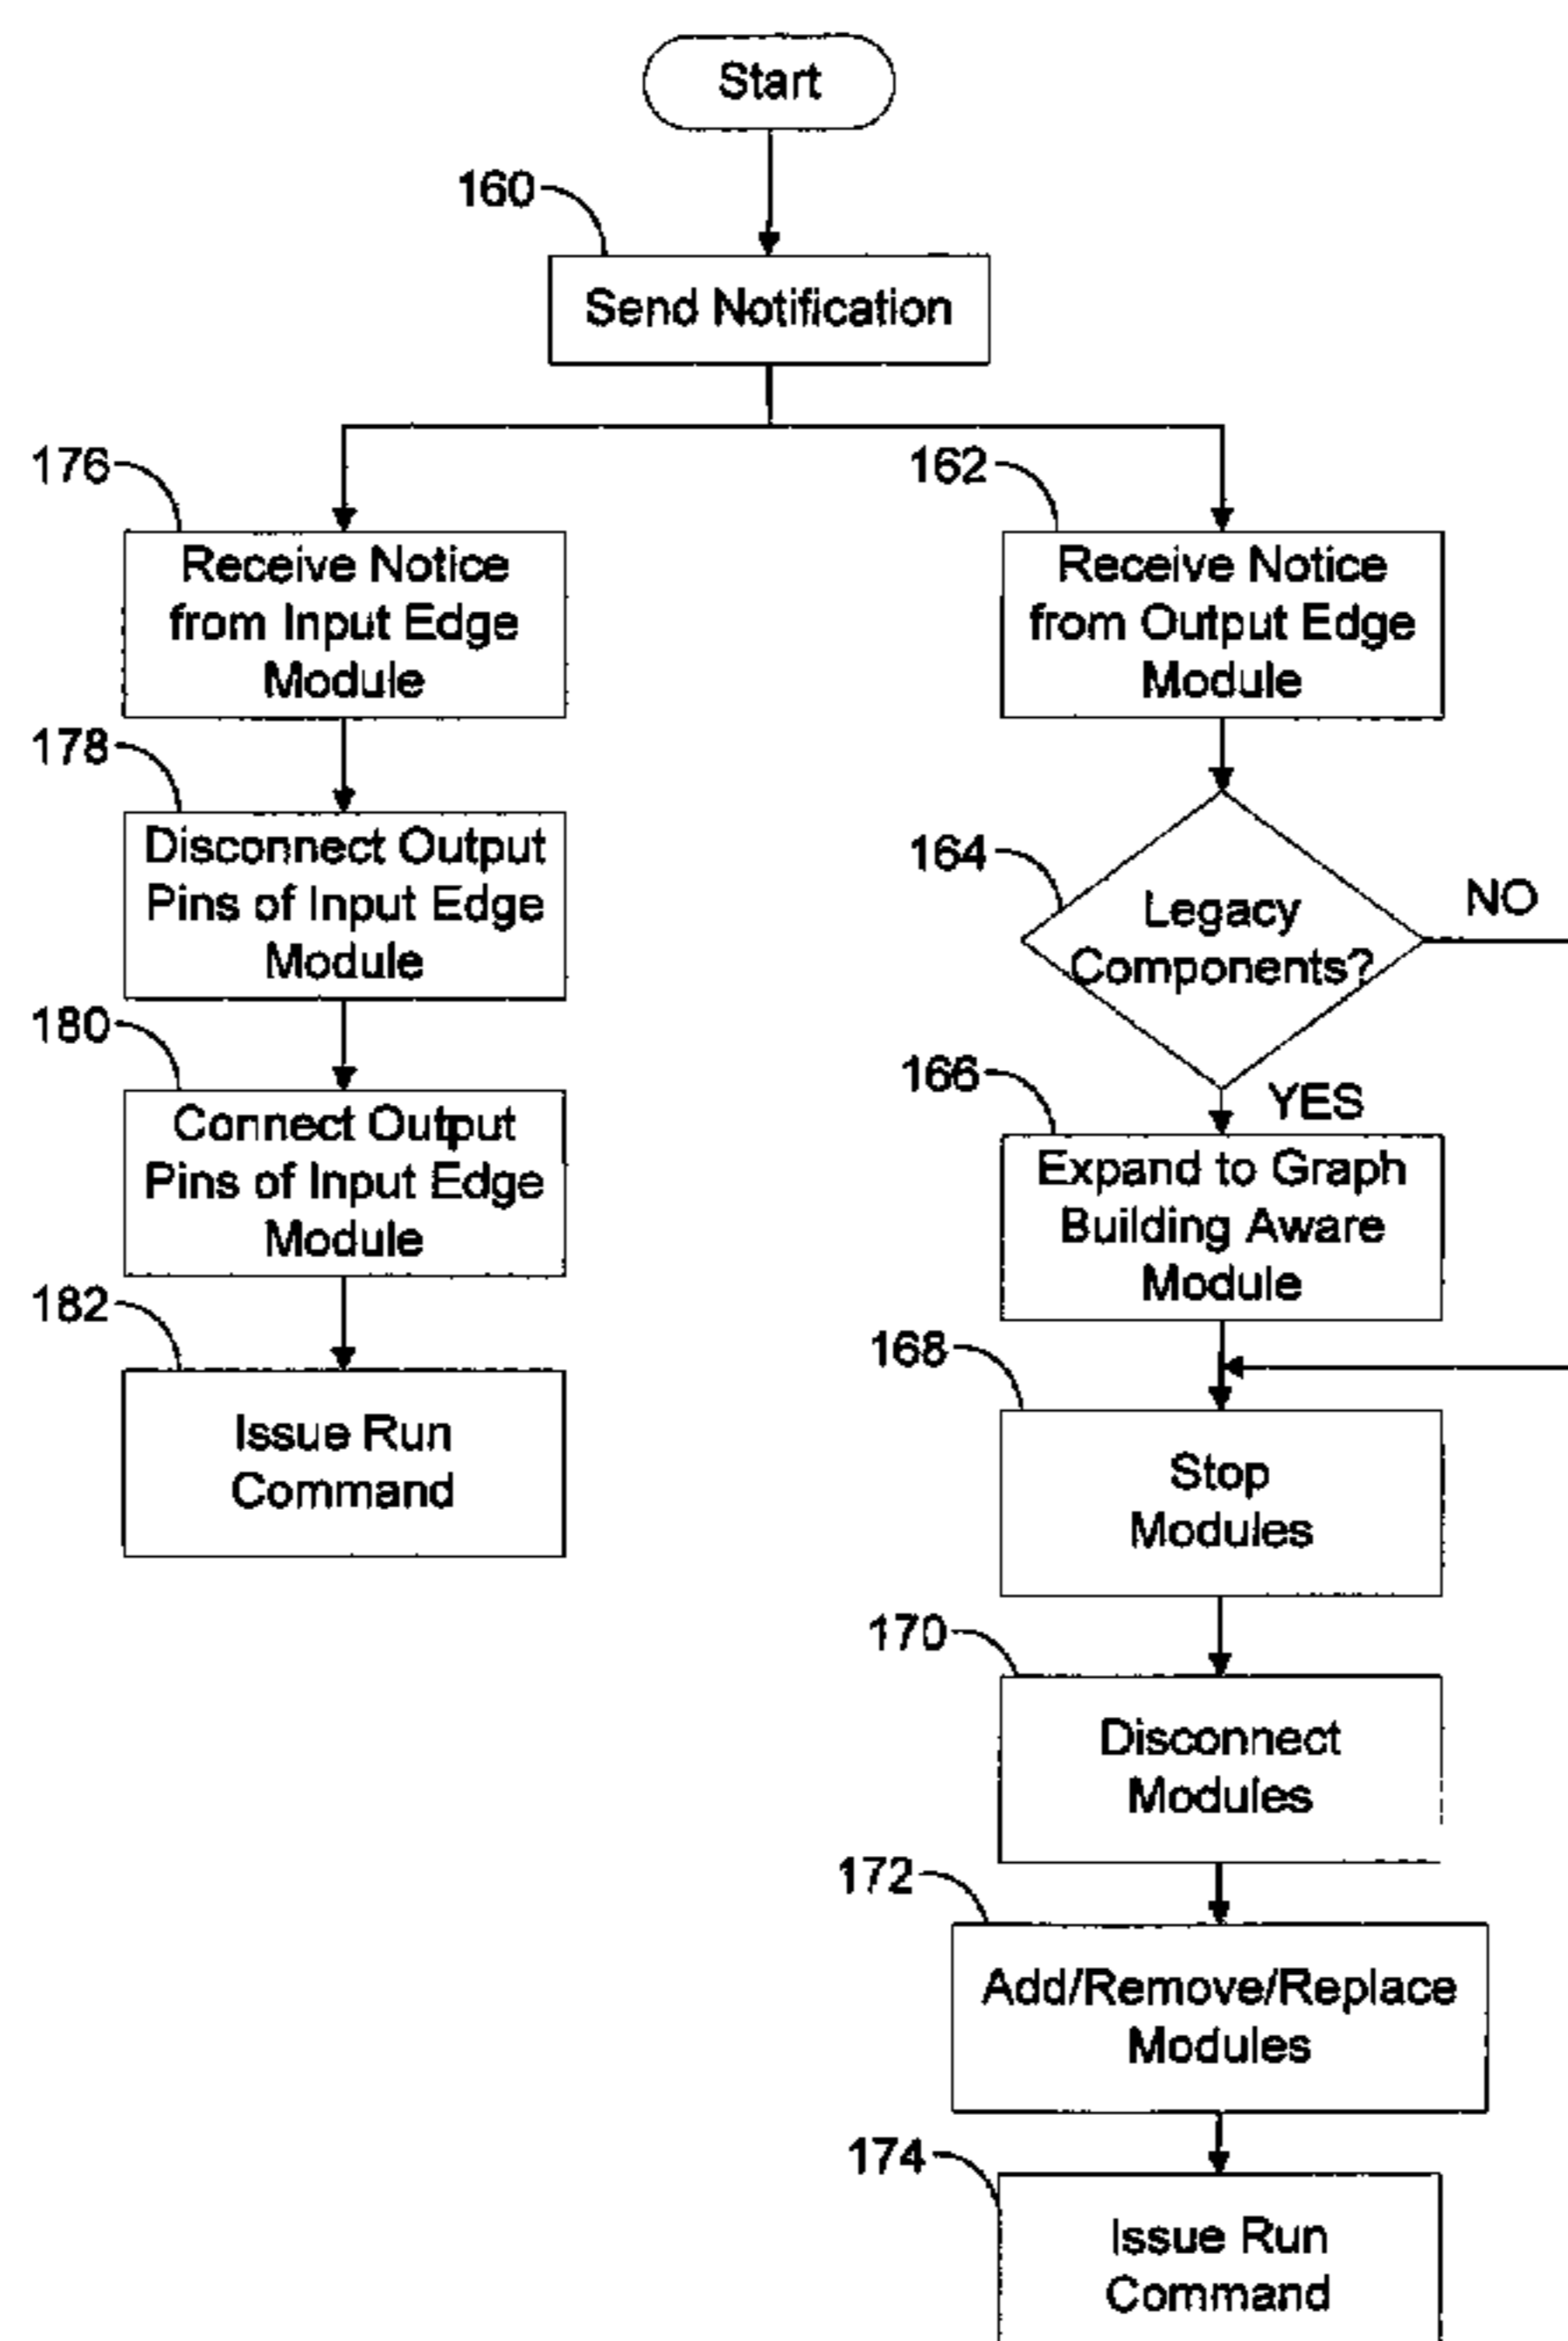 Start
160
Send Notification
176
Receive Notice
from Input Edge
Module
178
Disconnect Output
Pins of Input Edge
Module
180
Connect Output
Pins of Input Edge
Module
182
Issue Run
Command
162
Receive Notice
from Output Edge
Module
164
Legacy
Components?
NO
YES
166
Expand to Graph
Building Aware
Module
168
Stop
Modules
170
Disconnect
Modules
172
Add/Remove/Replace
Modules
174
Issue Run
Command